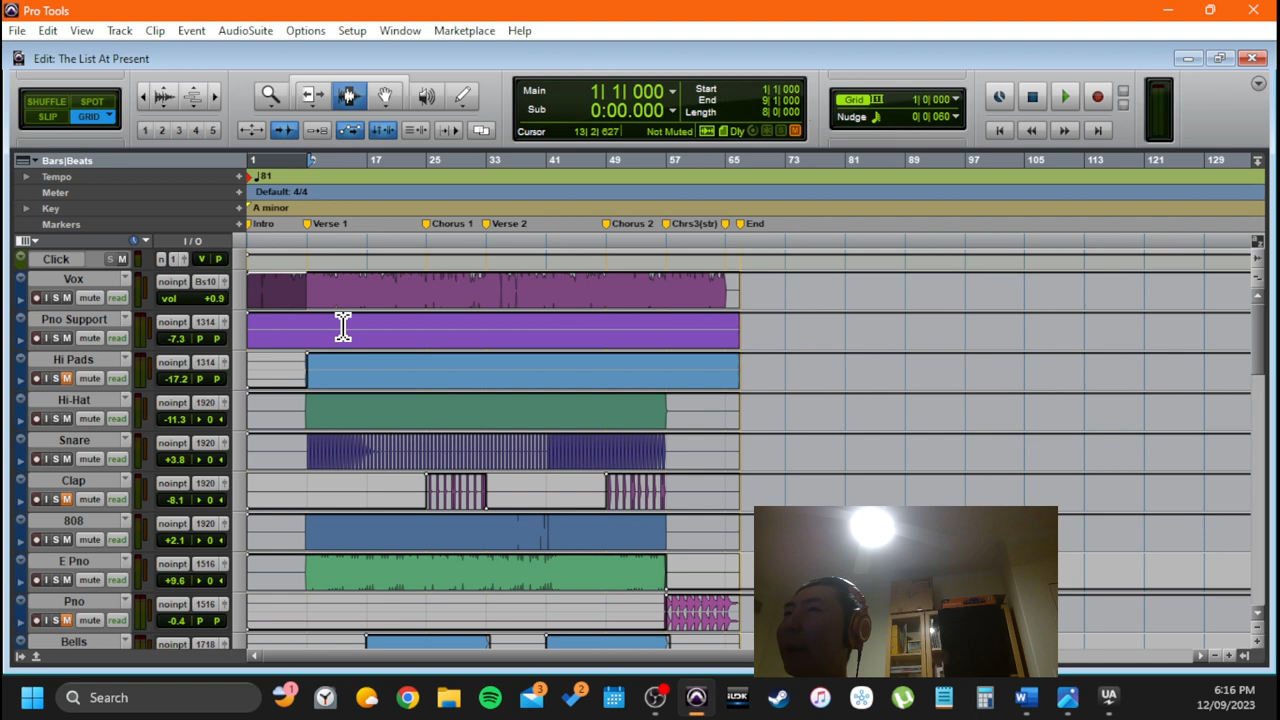 Pro Tools
File Edit View Track Clip Event AudioSuite Options Setup Window Marketplace Help
Edit: The List At Present
SHUFFLE SPOT
SLIP GRID
1 2 3 4 5
Main 1| 1| 000
Sub 0:00.000
Start 1| 1| 000
End 9| 1| 000
Length 8| 0| 000
Cursor 13| 2| 627 Not Muted Dly
Grid 1| 0| 000
Nudge 0| 0| 060
Bars|Beats 1 9 17 25 33 41 49 57 65 73 81 89 97 105 113 121 129
Tempo 81
Meter Default: 4/4
Key A minor
Markers Intro Verse 1 Chorus 1 Verse 2 Chorus 2 Chrs3(str) End
I / O
Click S M n 1 V P
Vox noinpt Bs10
I S M mute read vol +0.9
Pno Support noinpt 1314
I S M mute read -7.3 P P
Hi Pads noinpt 1314
I S M mute read -17.2 P P
Hi-Hat noinpt 1920
I S M mute read -11.3 0
Snare noinpt 1920
I S M mute read +3.8 0
Clap noinpt 1920
I S M mute read -8.1 0
808 noinpt 1920
I S M mute read +2.1 0
E Pno noinpt 1516
I S M mute read +9.6 0
Pno noinpt 1516
I S M mute read -0.4 P P
Bells noinpt 1718
Search 1 3 2 iLOK W UA
6:16 PM
12/09/2023